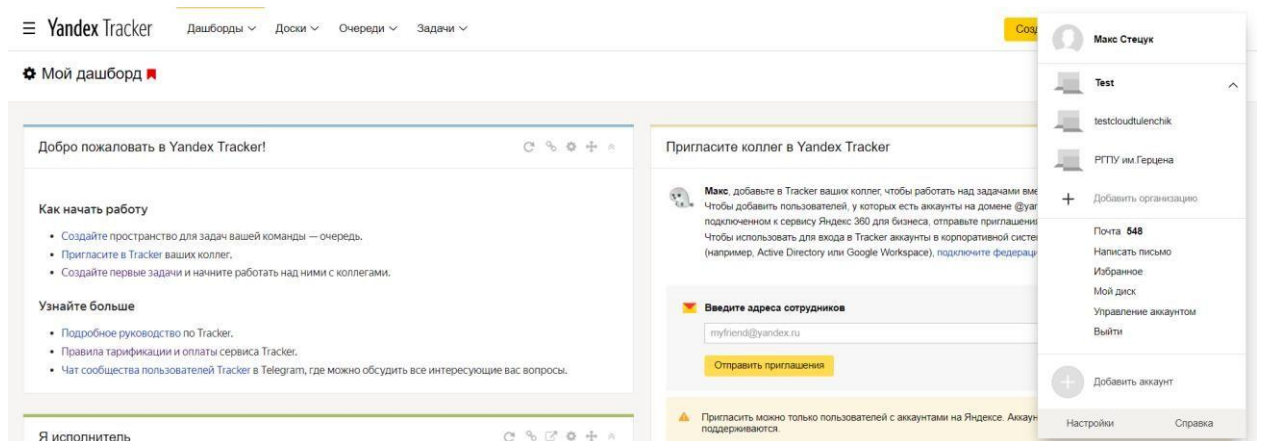 Yandex Tracker
Дашборды
Доски
Очереди
Задачи
Созд
Мой дашборд
Добро пожаловать в Yandex Tracker!
Как начать работу
• Создайте пространство для задач вашей команды — очередь.
• Пригласите в Tracker ваших коллег.
• Создайте первые задачи и начните работать над ними с коллегами.
Узнайте больше
• Подробное руководство по Tracker.
• Правила тарификации и оплаты сервиса Tracker.
• Чат сообщества пользователей Tracker в Telegram, где можно обсудить все интересующие вас вопросы.
Я исполнитель
Пригласите коллег в Yandex Tracker
Макс, добавьте в Tracker ваших коллег, чтобы работать над задачами вме
Чтобы добавить пользователей, у которых есть аккаунты на домене @yan
подключенном к сервису Яндекс 360 для бизнеса, отправьте приглашени
Чтобы использовать для входа в Tracker аккаунты в корпоративной систе
(например, Active Directory или Google Workspace), подключите федераци
Введите адреса сотрудников
myfriend@yandex.ru
Отправить приглашения
Пригласить можно только пользователей с аккаунтами на Яндексе. Аккаун
поддерживаются.
Макс Стецук
Test
testcloudtulenchik
РГПУ им.Герцена
Добавить организацию
Почта 548
Написать письмо
Избранное
Мой диск
Управление аккаунтом
Выйти
Добавить аккаунт
Настройки
Справка